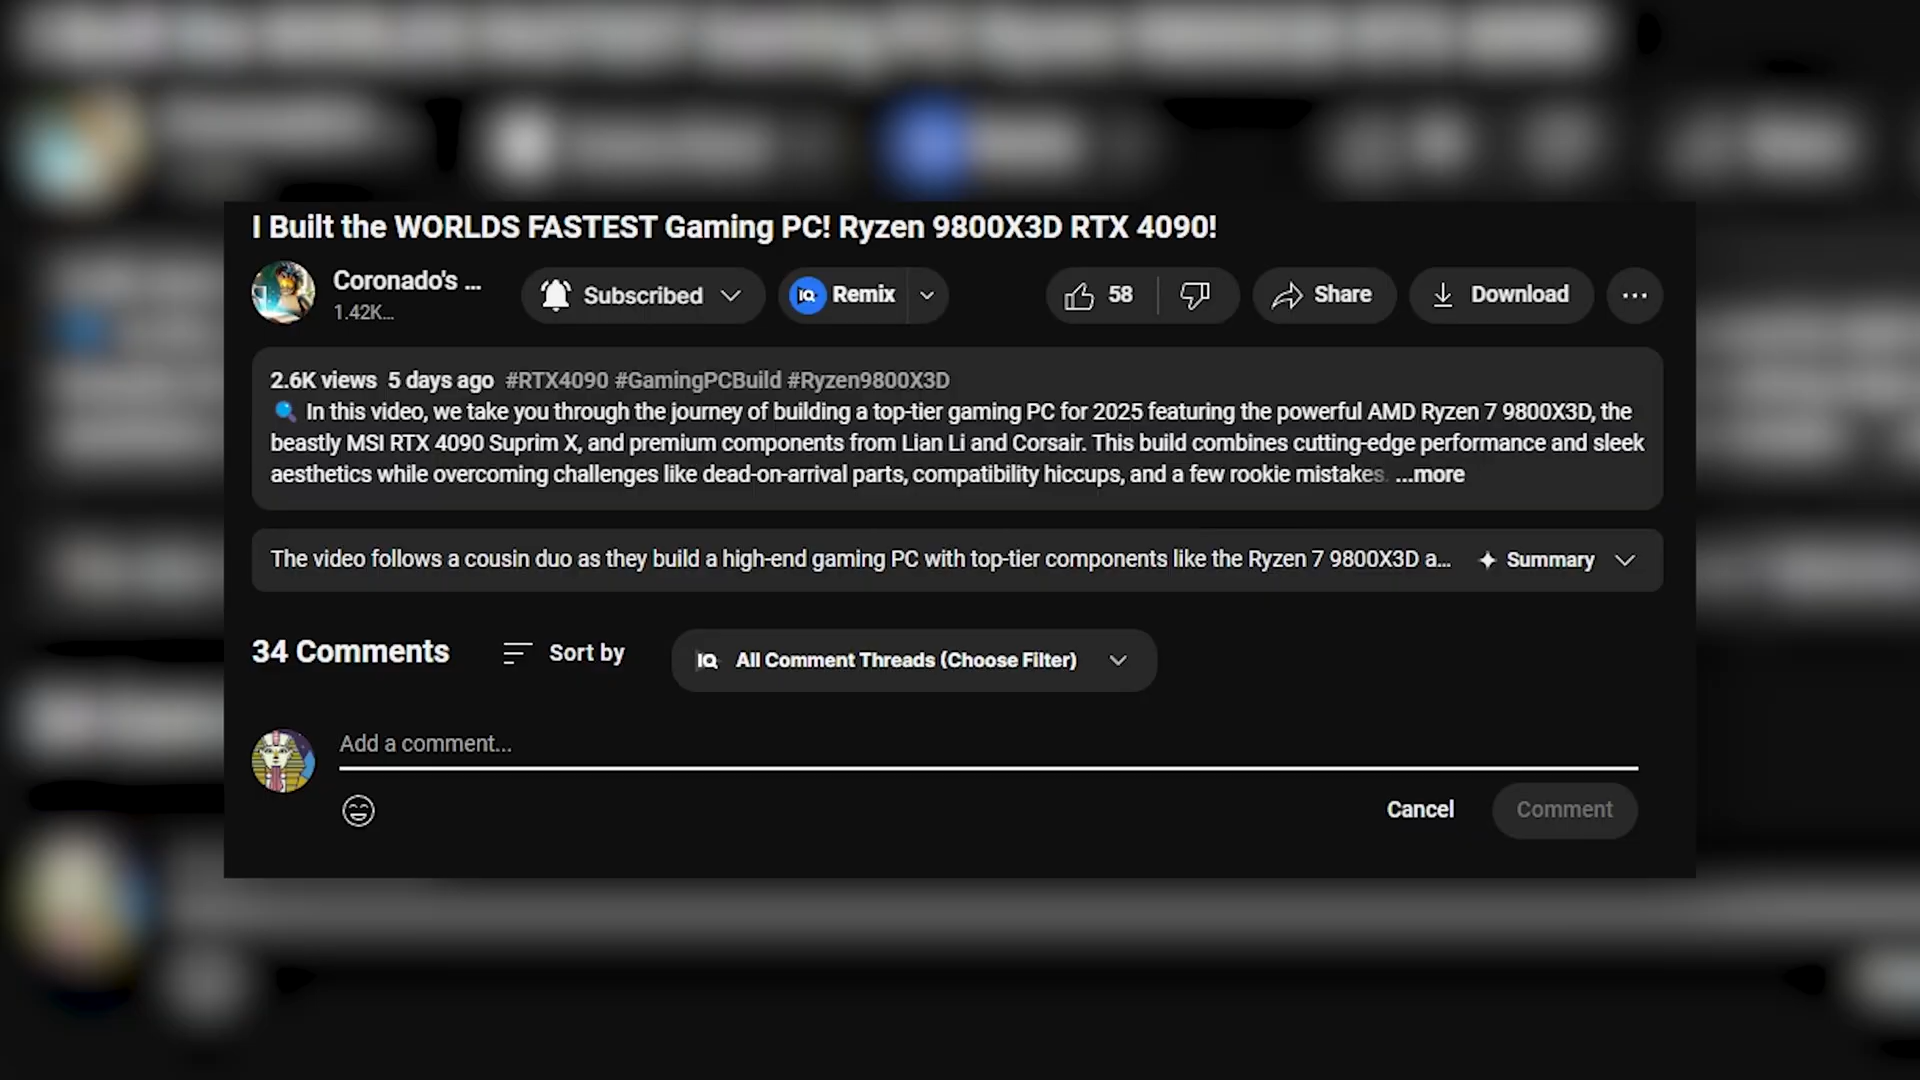 I Built the WORLDS FASTEST Gaming PC! Ryzen 9800X3D RTX 4090!
Coronado's ...
1.42K...
Subscribed
IQ Remix
58
Share
Download
2.6K views 5 days ago #RTX4090 #GamingPCBuild #Ryzen9800X3D
In this video, we take you through the journey of building a top-tier gaming PC for 2025 featuring the powerful AMD Ryzen 7 9800X3D, the
beastly MSI RTX 4090 Suprim X, and premium components from Lian Li and Corsair. This build combines cutting-edge performance and sleek
aesthetics while overcoming challenges like dead-on-arrival parts, compatibility hiccups, and a few rookie mistakes. ...more
The video follows a cousin duo as they build a high-end gaming PC with top-tier components like the Ryzen 7 9800X3D a... Summary
34 Comments
Sort by
IQ All Comment Threads (Choose Filter)
Add a comment...
Cancel
Comment